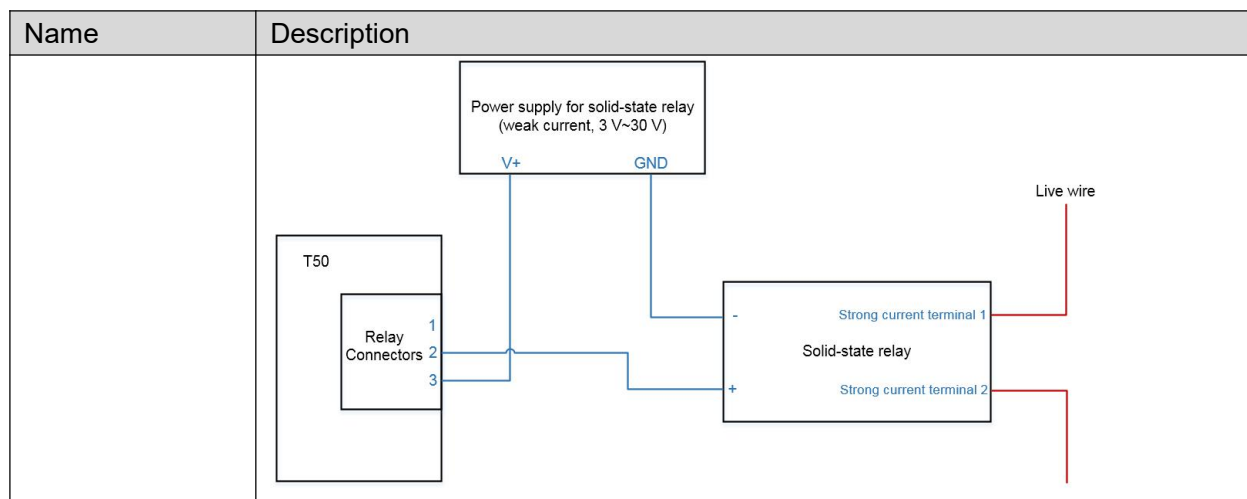 Name Description
Power supply for solid-state relay
(weak current, 3 V~30 V)
V+ GND
Live wire
T50
Relay
Connectors
1
2
3
- Strong current terminal 1
Solid-state relay
+ Strong current terminal 2